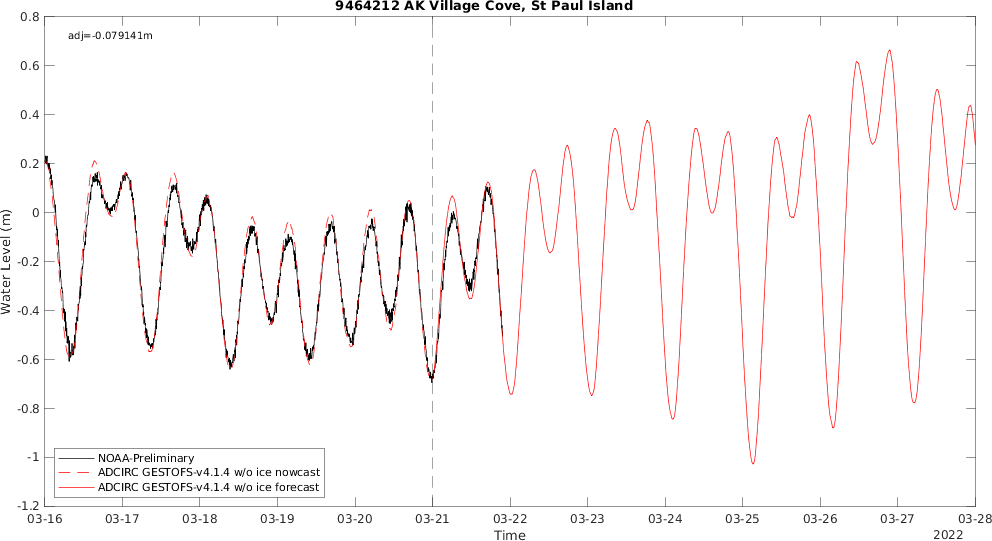 9464212 AK Village Cove, St Paul Island
adj=-0.079141m
0.8
0.6
0.4
0.2
0
-0.2
-0.4
-0.6
-0.8
-1
-1.2
Water Level (m)
NOAA-Preliminary
ADCIRC GESTOFS-v4.1.4 w/o ice nowcast
ADCIRC GESTOFS-v4.1.4 w/o ice forecast
03-16 03-17 03-18 03-19 03-20 03-21 03-22 03-23 03-24 03-25 03-26 03-27 03-28
Time
2022